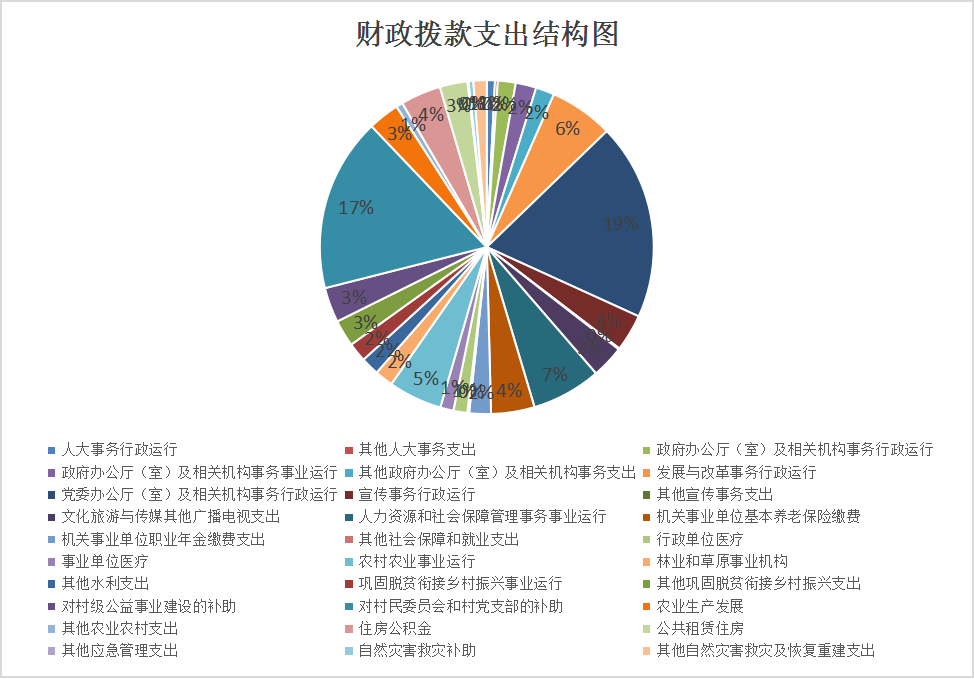 财政拨款支出结构图
6%
19%
7%
4%
5%
2%
2%
3%
3%
17%
3%
1%
4%
3%
2%
2%
人大事务行政运行
其他人大事务支出
政府办公厅（室）及相关机构事务行政运行
政府办公厅（室）及相关机构事务事业运行
其他政府办公厅（室）及相关机构事务支出
发展与改革事务行政运行
党委办公厅（室）及相关机构事务行政运行
宣传事务行政运行
其他宣传事务支出
文化旅游与传媒其他广播电视支出
人力资源和社会保障管理事务事业运行
机关事业单位基本养老保险缴费
机关事业单位职业年金缴费支出
其他社会保障和就业支出
行政单位医疗
事业单位医疗
农村农业事业运行
林业和草原事业机构
其他水利支出
巩固脱贫衔接乡村振兴事业运行
其他巩固脱贫衔接乡村振兴支出
对村级公益事业建设的补助
对村民委员会和村党支部的补助
农业生产发展
其他农业农村支出
住房公积金
公共租赁住房
其他应急管理支出
自然灾害救灾补助
其他自然灾害救灾及恢复重建支出